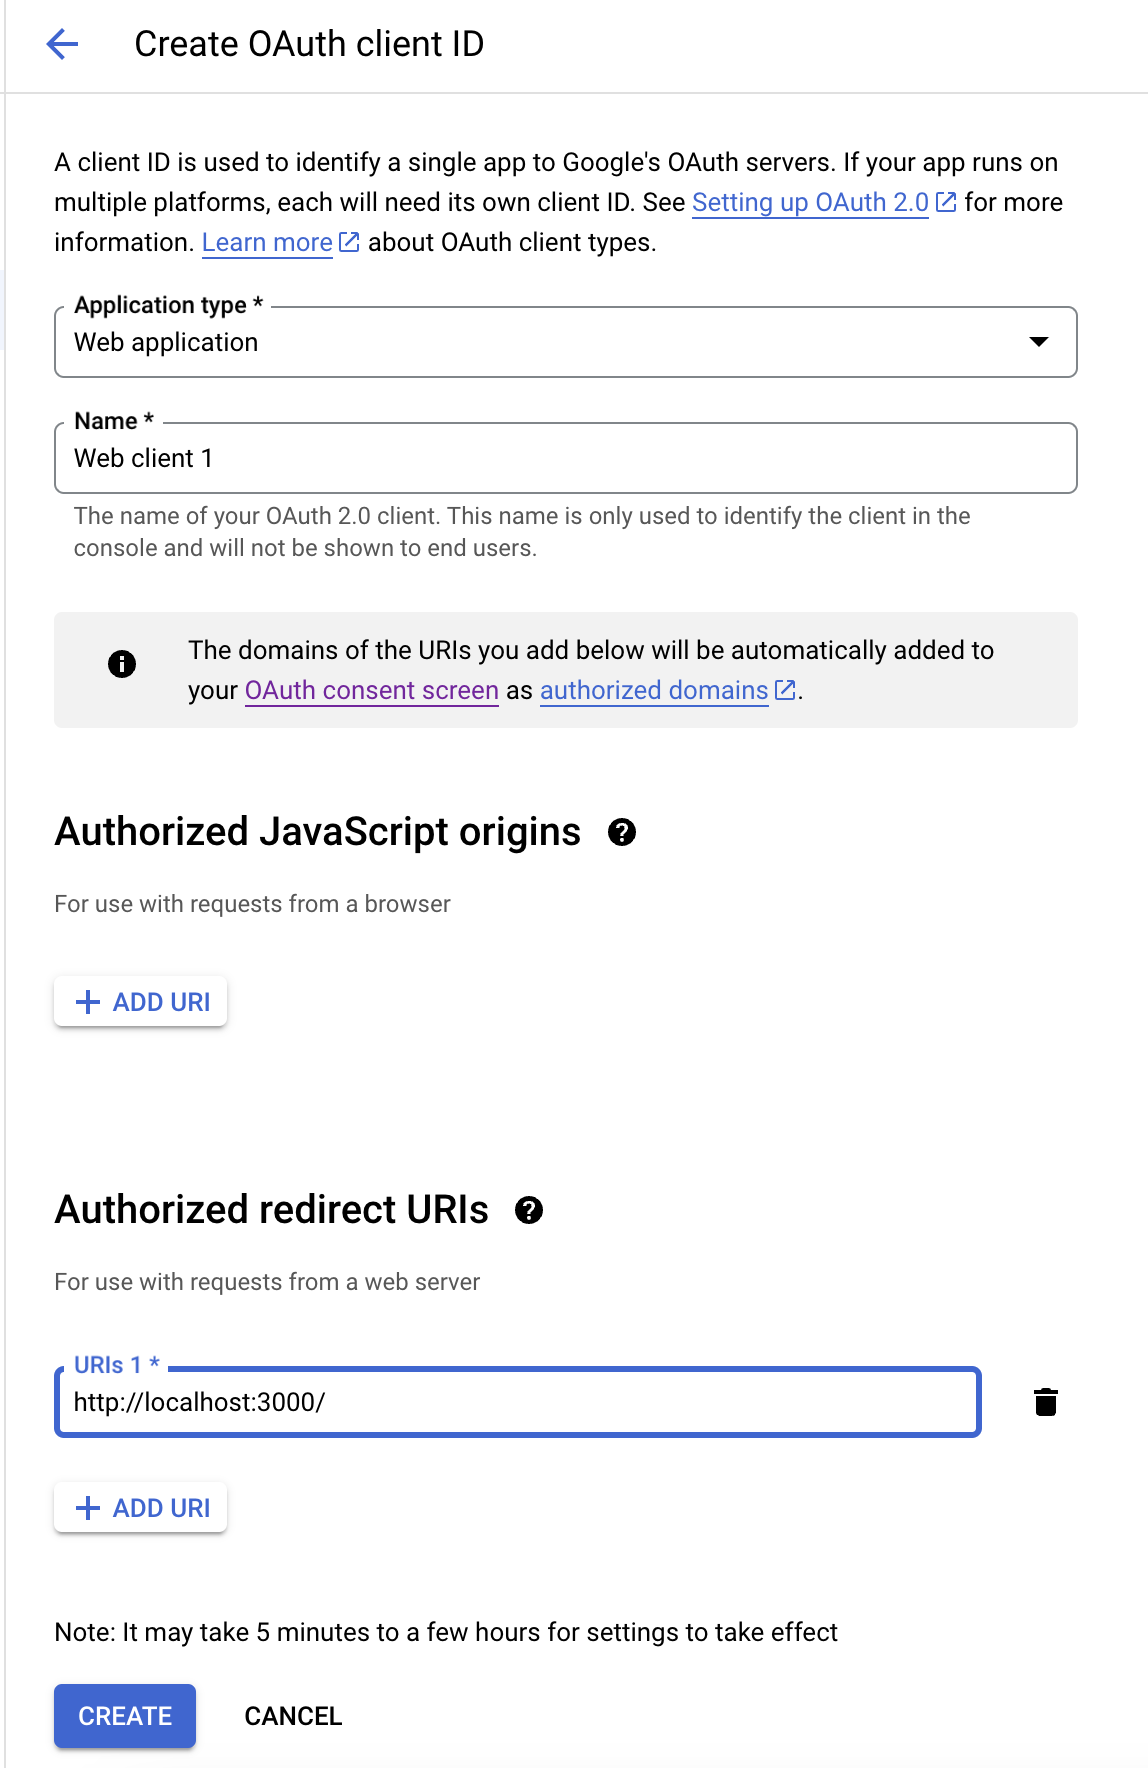 Create OAuth client ID
A client ID is used to identify a single app to Google's OAuth servers. If your app runs on
multiple platforms, each will need its own client ID. See Setting up OAuth 2.0 for more
information. Learn more about OAuth client types.
Application type *
Web application
Name *
Web client 1
The name of your OAuth 2.0 client. This name is only used to identify the client in the
console and will not be shown to end users.
The domains of the URIs you add below will be automatically added to
your OAuth consent screen as authorized domains.
Authorized JavaScript origins
For use with requests from a browser
ADD URI
Authorized redirect URIs
For use with requests from a web server
URIs 1 *
http://localhost:3000/
ADD URI
Note: It may take 5 minutes to a few hours for settings to take effect
CREATE CANCEL